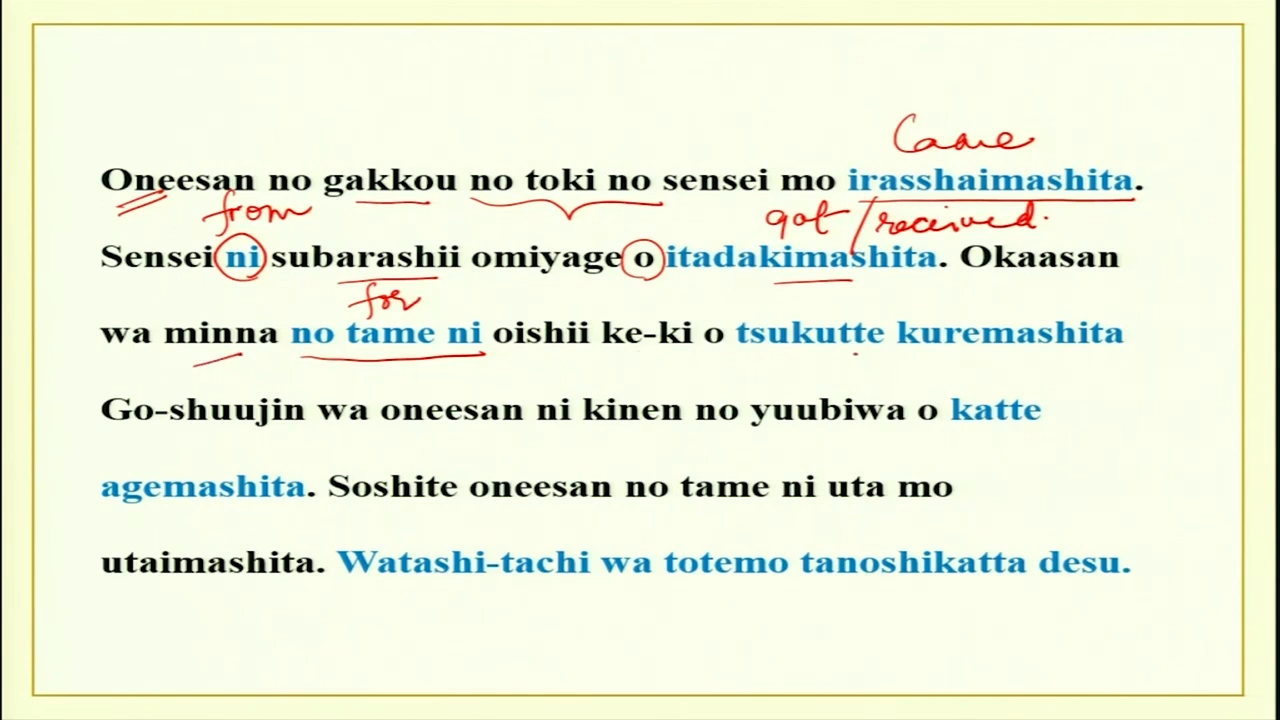 Came
Oneesan no gakkou no toki no sensei mo irasshaimashita.
from got / received.
Sensei ni subarashii omiyage o itadakimashita. Okaasan
for
wa minna no tame ni oishii ke-ki o tsukutte kuremashita
Go-shuujin wa oneesan ni kinen no yuubiwa o katte
agemashita. Soshite oneesan no tame ni uta mo
utaimashita. Watashi-tachi wa totemo tanoshikatta desu.